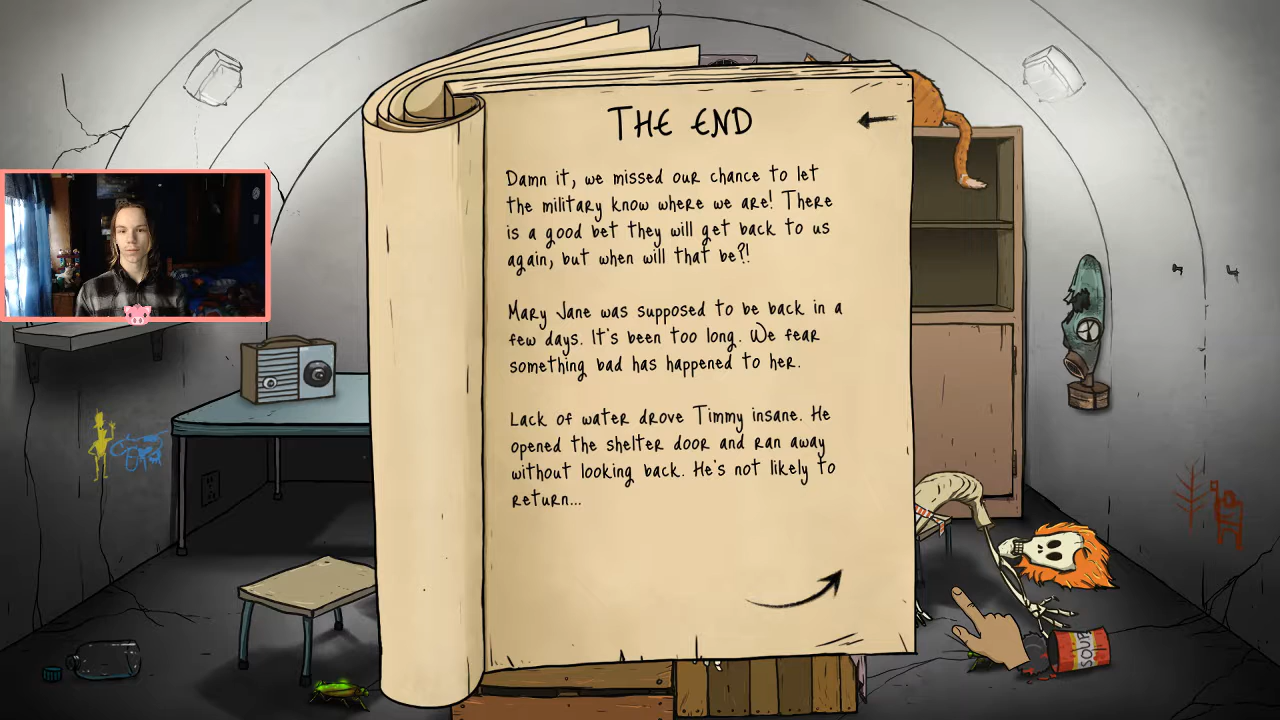 THE END
Damn it, we missed our chance to let
the military know where we are! There
is a good bet they will get back to us
again, but when will that be?!
Mary Jane was supposed to be back in a
few days. It's been too long. We fear
something bad has happened to her.
Lack of water drove Timmy insane. He
opened the shelter door and ran away
without looking back. He's not likely to
return...
SOUP